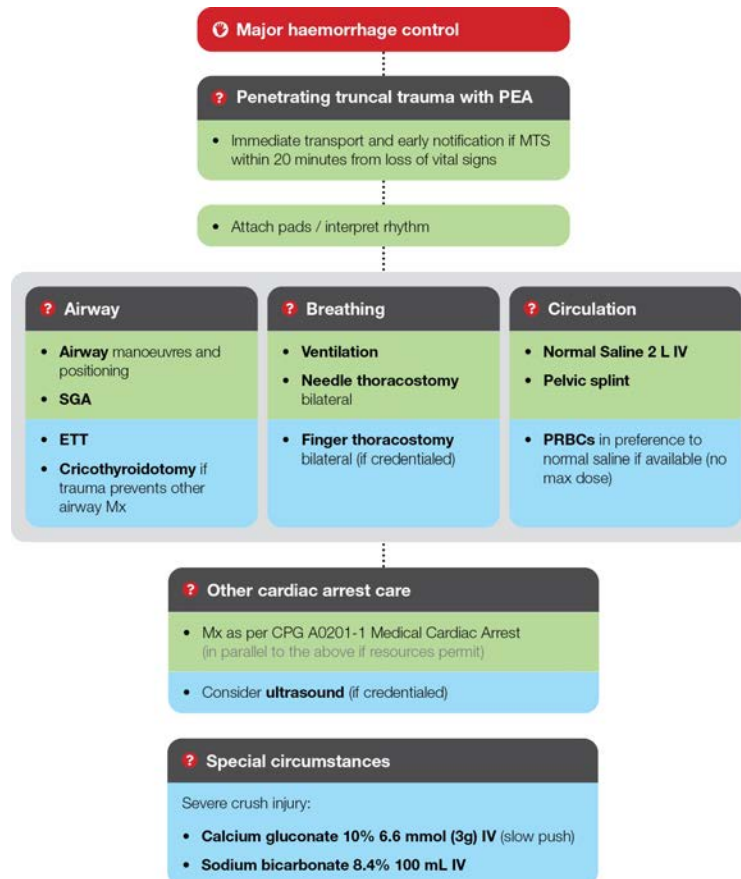 Major haemorrhage control
? Penetrating truncal trauma with PEA
• Immediate transport and early notification if MTS
within 20 minutes from loss of vital signs
• Attach pads / interpret rhythm
? Airway
• Airway manoeuvres and
positioning
• SGA
• ETT
• Cricothyroidotomy if
trauma prevents other
airway Mx
? Breathing
• Ventilation
• Needle thoracostomy
bilateral
• Finger thoracostomy
bilateral (if credentialed)
? Circulation
• Normal Saline 2 L IV
• Pelvic splint
• PRBCs in preference to
normal saline if available (no
max dose)
? Other cardiac arrest care
• Mx as per CPG A0201-1 Medical Cardiac Arrest
(in parallel to the above if resources permit)
• Consider ultrasound (if credentialed)
? Special circumstances
Severe crush injury:
• Calcium gluconate 10% 6.6 mmol (3g) IV (slow push)
• Sodium bicarbonate 8.4% 100 mL IV